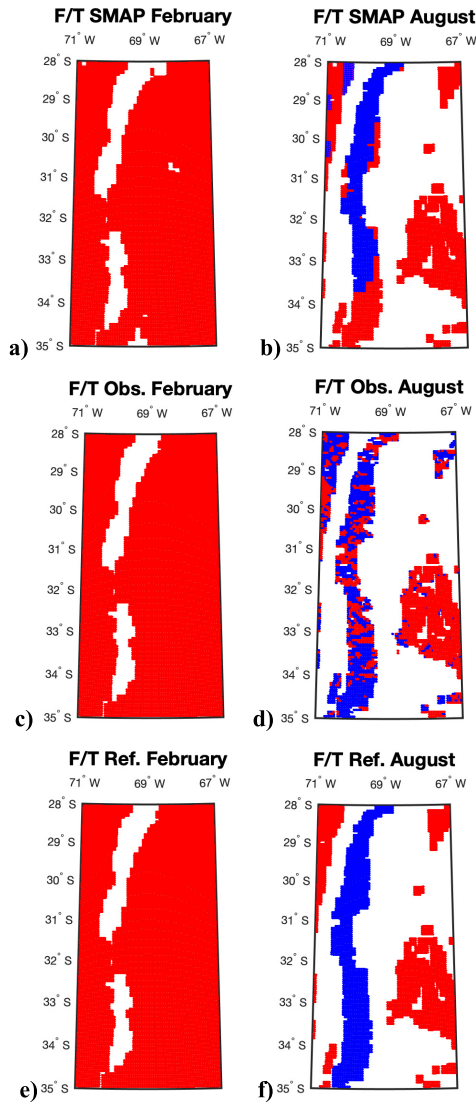 F/T SMAP February
F/T SMAP August
71° W 69° W 67° W
71° W 69° W 67° W
28° S
28° S
29° S
29° S
30° S
30° S
31° S
31° S
32° S
32° S
33° S
33° S
34° S
34° S
35° S
35° S
a)
b)
F/T Obs. February
F/T Obs. August
71° W 69° W 67° W
71° W 69° W 67° W
28° S
28° S
29° S
29° S
30° S
30° S
31° S
31° S
32° S
32° S
33° S
33° S
34° S
34° S
35° S
35° S
c)
d)
F/T Ref. February
F/T Ref. August
71° W 69° W 67° W
71° W 69° W 67° W
28° S
28° S
29° S
29° S
30° S
30° S
31° S
31° S
32° S
32° S
33° S
33° S
34° S
34° S
35° S
35° S
e)
f)